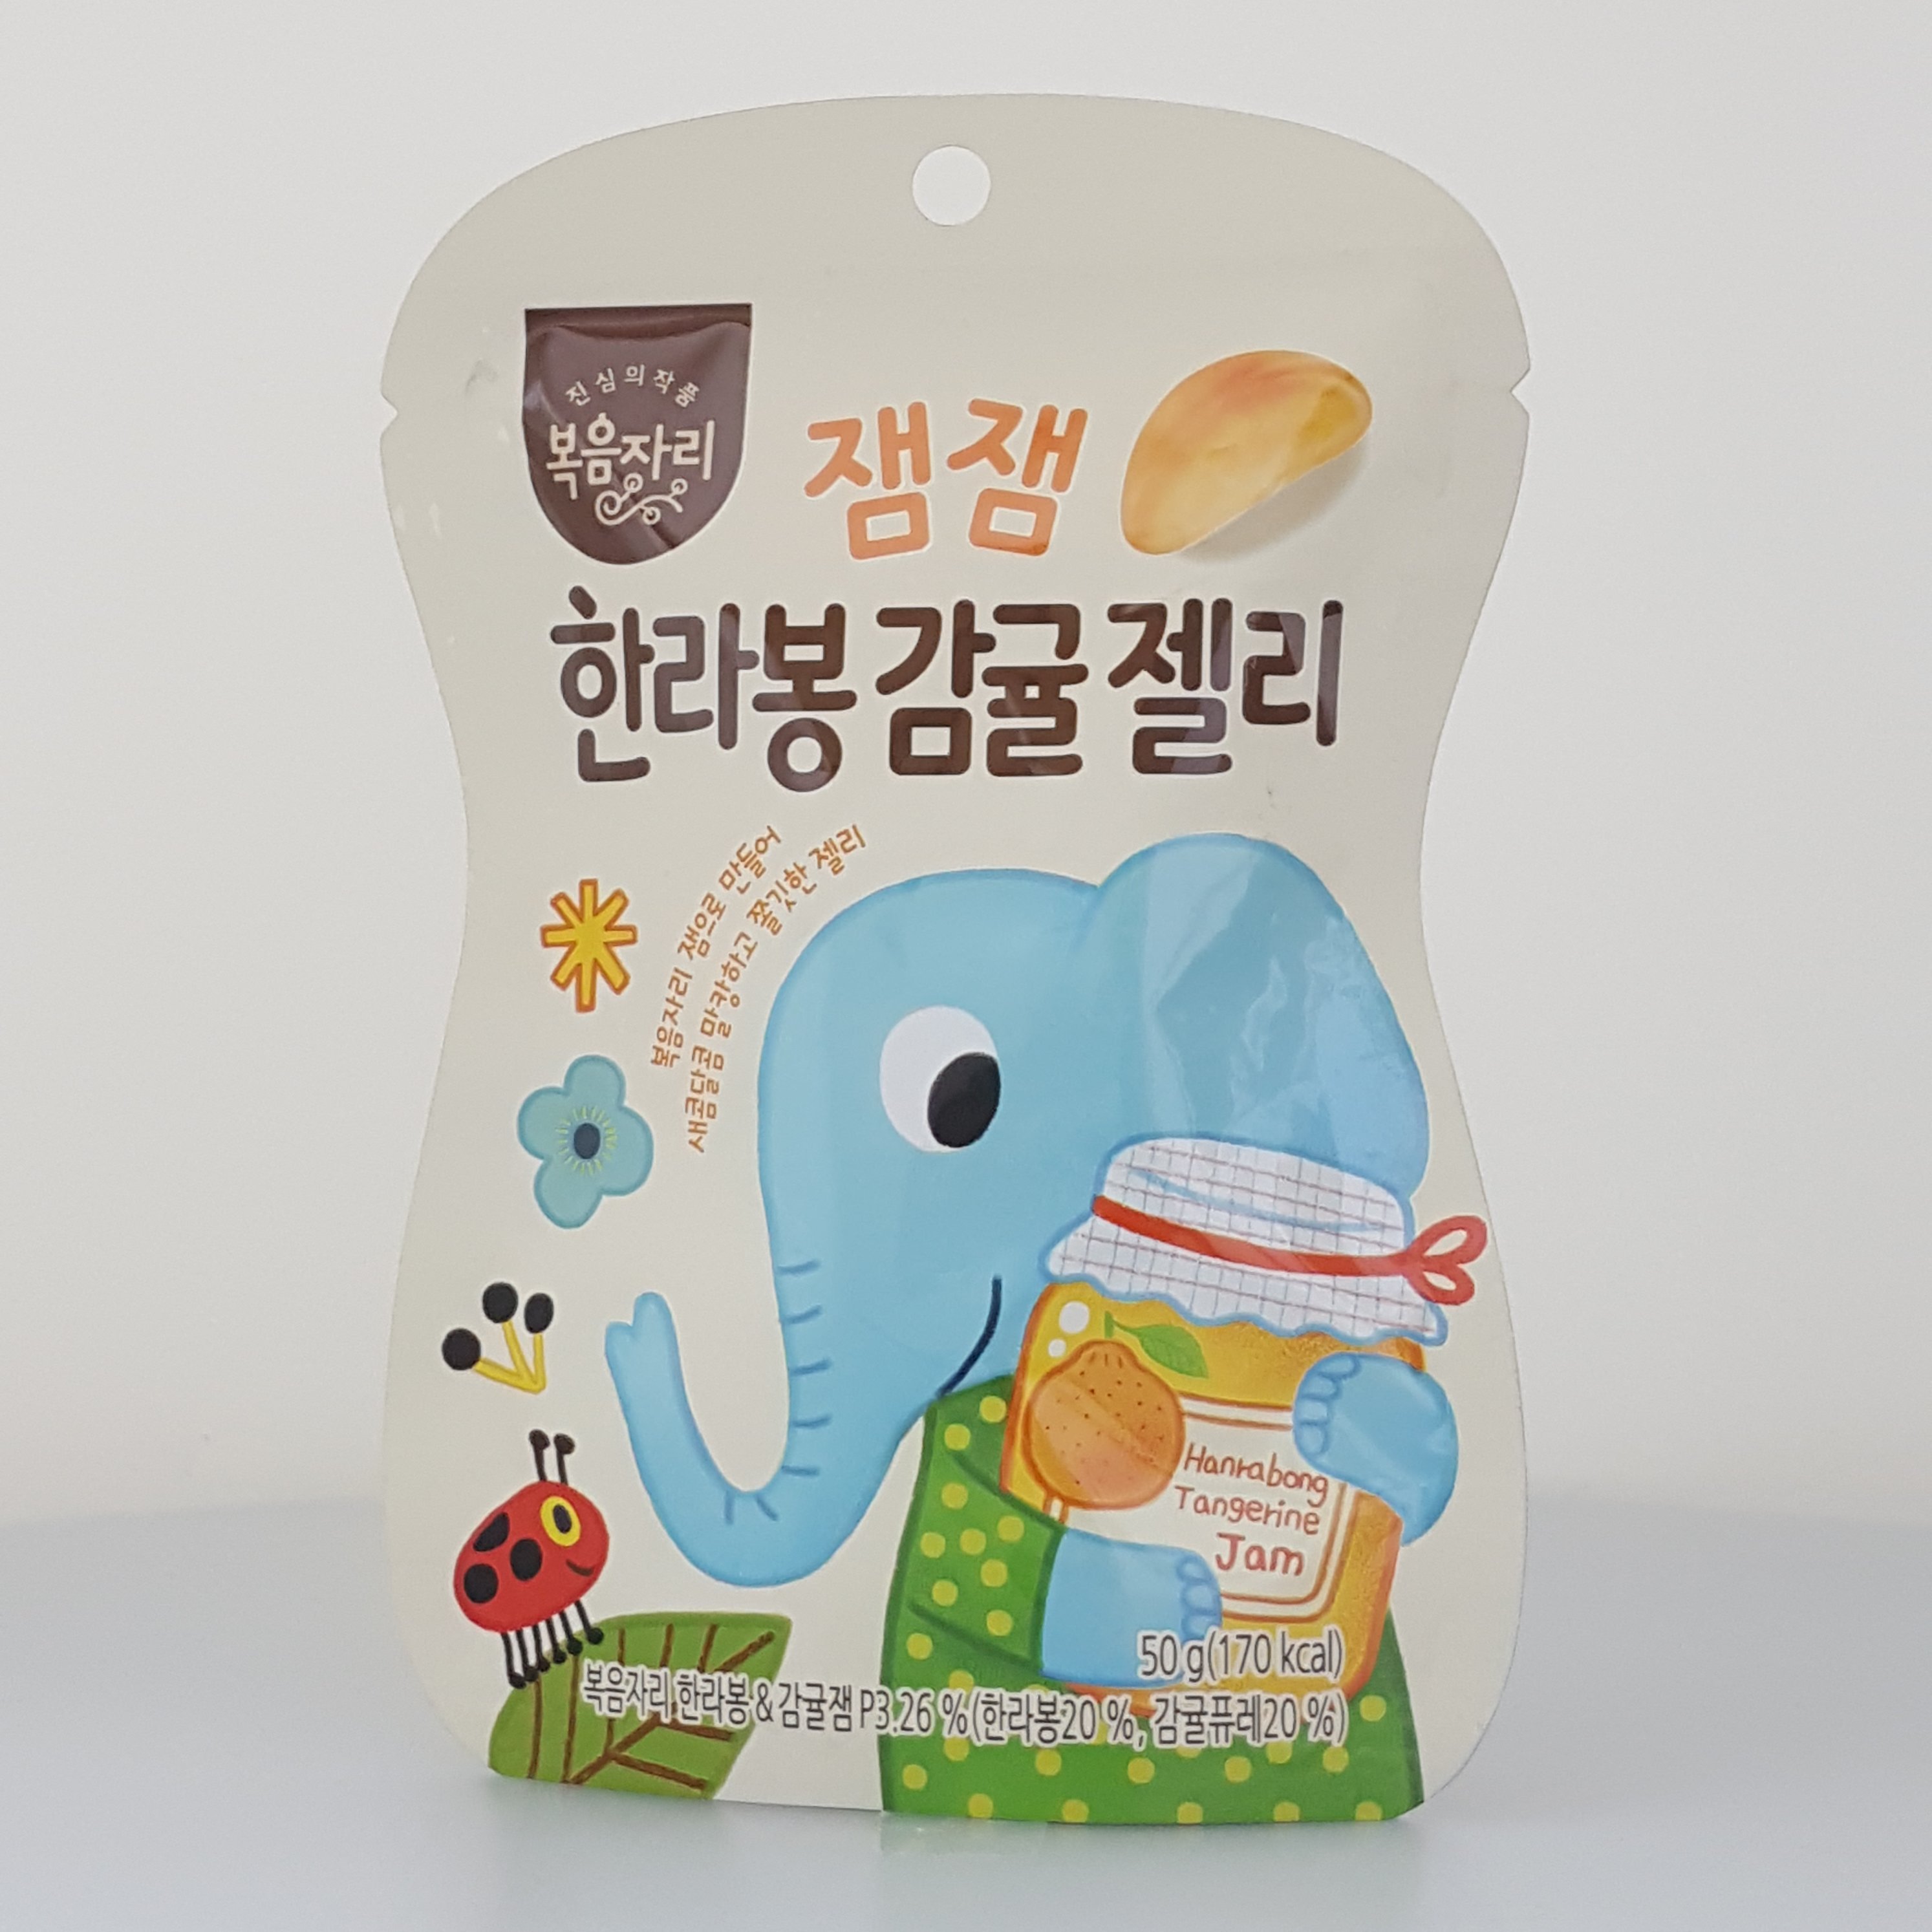 진심의작품
복음자리
잼잼
한라봉 감귤 젤리
복음자리 잼으로 만들어
새콤달콤 말캉하고 쫄깃한 젤리
Hanrabong
Tangerine
Jam
50 g(170 kcal)
복음자리 한라봉 & 감귤잼 P3.26 %(한라봉20 %, 감귤퓨레20 %)